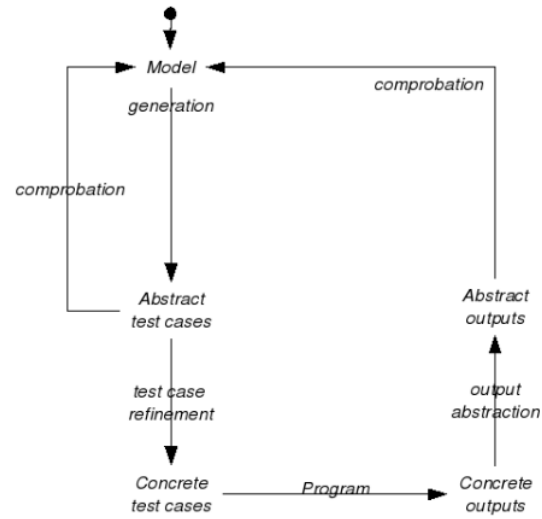 Model
comprobation
generation
comprobation
Abstract
test cases
Abstract
outputs
test case
refinement
output
abstraction
Concrete
test cases
Program
Concrete
outputs